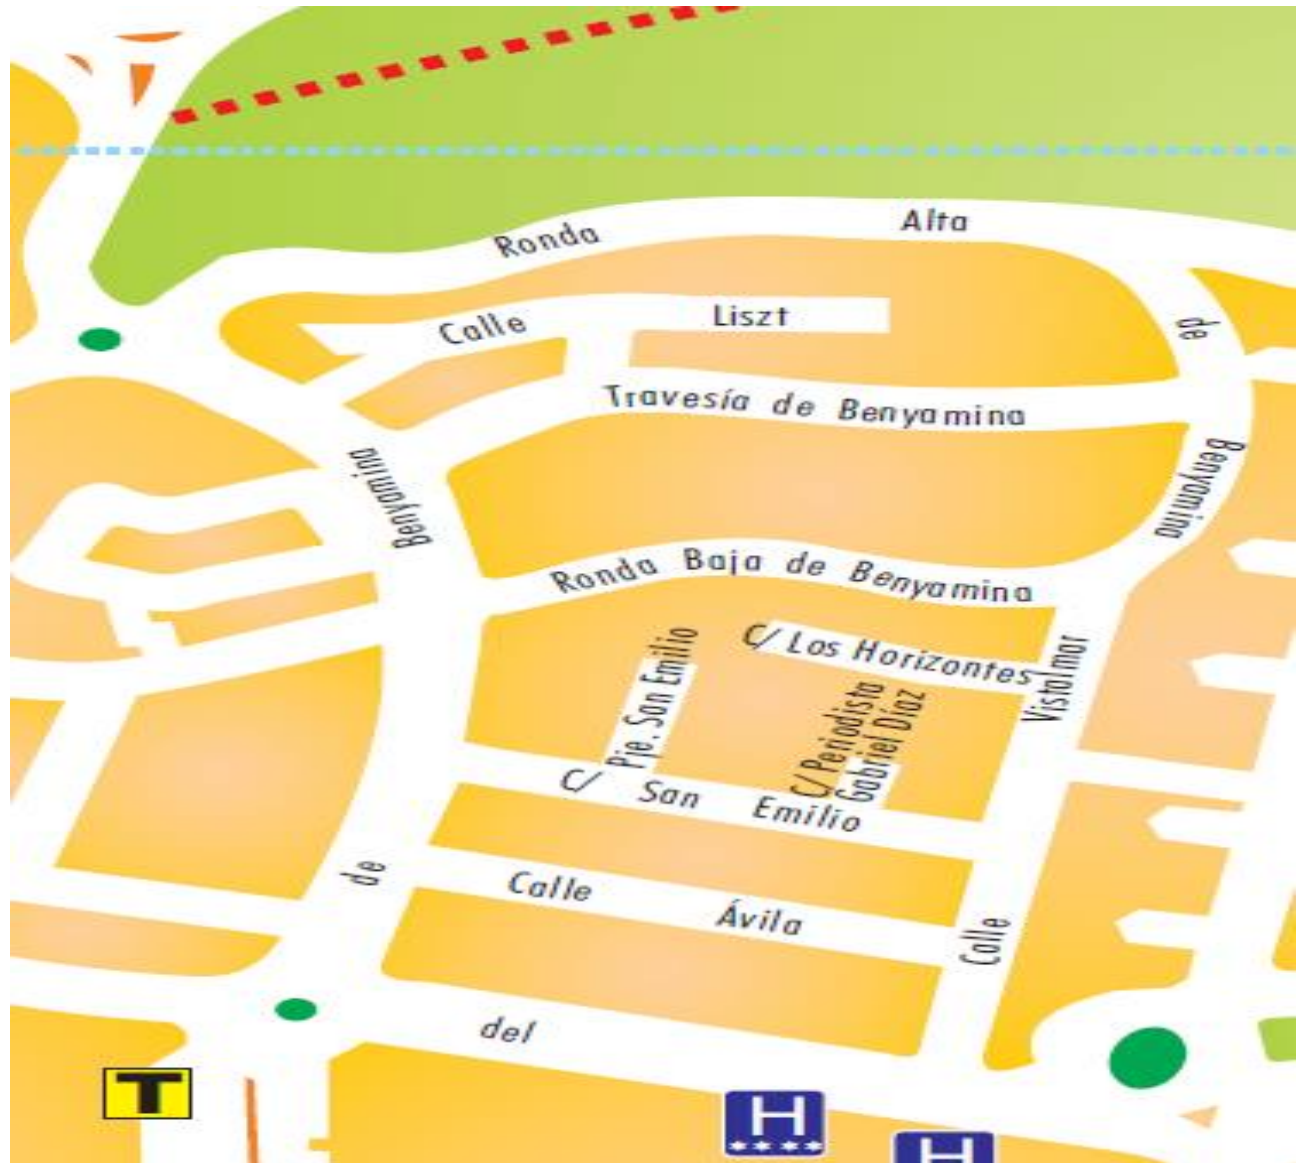 Ronda Alta de Benyamina
Calle Liszt
Travesía de Benyamina
de Benyamina
Ronda Baja de Benyamina
C/ Los Horizontes
Pje. San Emilio
C/ Periodista
Gabriel Díaz
Calle Vistalmar
C/ San Emilio
Calle Ávila
del
T
H
H